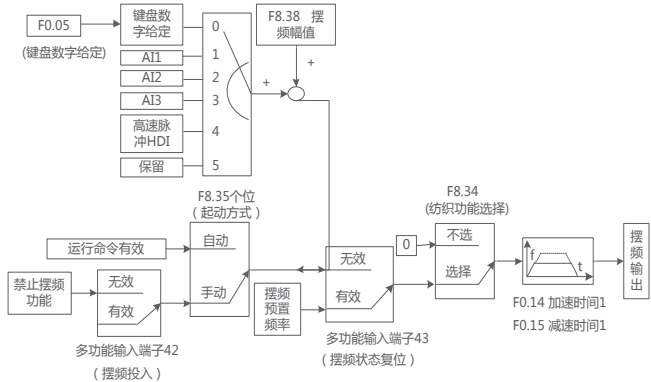 F0.05
(键盘数字给定)
键盘数
字给定
AI1
AI2
AI3
高速脉
冲HDI
保留
0
1
2
3
4
5
F8.38 摆
频幅值
+
+
F8.35个位
(起动方式)
运行命令有效
自动
手动
禁止摆频
功能
无效
有效
多功能输入端子42
(摆频投入)
摆频
预置
频率
无效
有效
多功能输入端子43
(摆频状态复位)
F8.34
(纺织功能选择)
0
不选
选择
f
t
F0.14 加速时间1
F0.15 减速时间1
摆
频
输
出